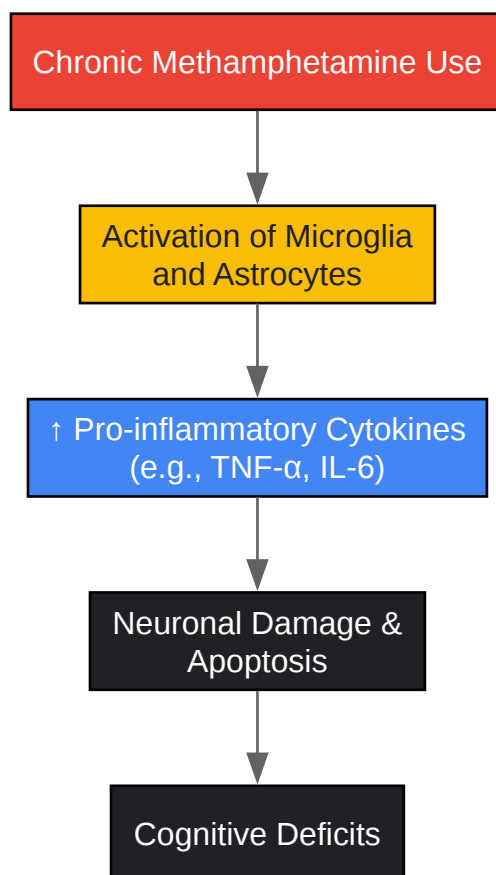 Chronic Methamphetamine Use
Activation of Microglia
and Astrocytes
↑ Pro-inflammatory Cytokines
(e.g., TNF-α, IL-6)
Neuronal Damage &
Apoptosis
Cognitive Deficits